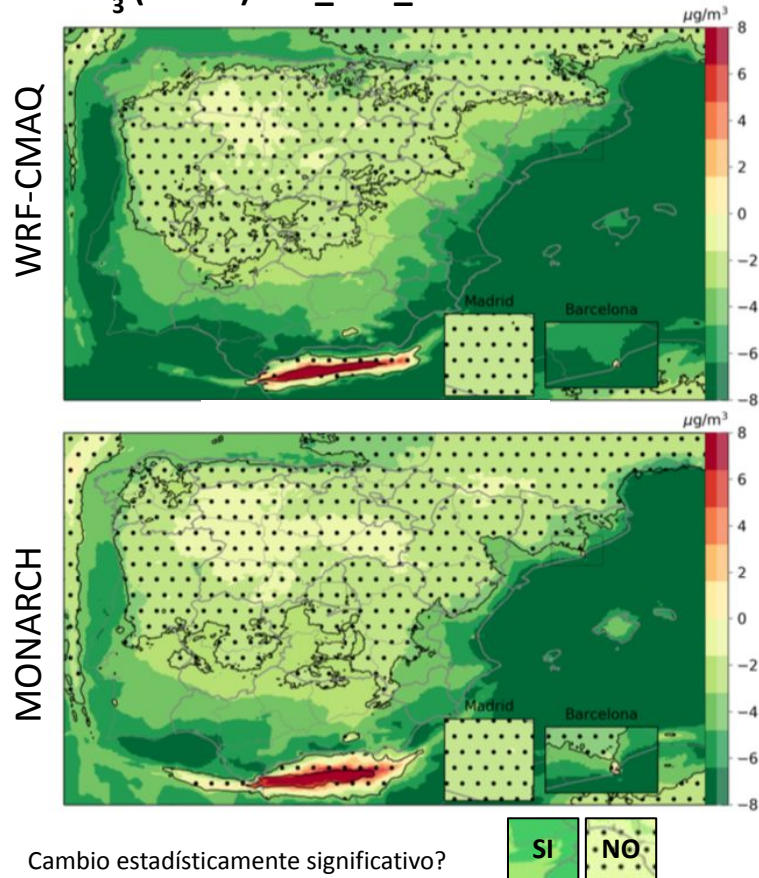 µg/m³
WRF-CMAQ
8
6
4
2
0
−2
−4
−6
−8
Madrid
Barcelona
µg/m³
MONARCH
8
6
4
2
0
−2
−4
−6
−8
Madrid
Barcelona
Cambio estadísticamente significativo?
SI
NO